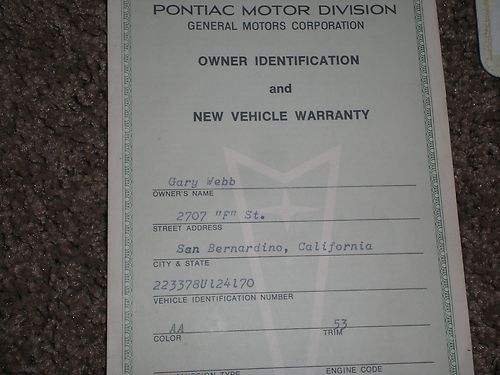 PONTIAC MOTOR DIVISION
GENERAL MOTORS CORPORATION
OWNER IDENTIFICATION
and
NEW VEHICLE WARRANTY
Gary Webb
OWNER'S NAME
2707 "F" St.
STREET ADDRESS
San Bernardino, California
CITY & STATE
223378U124170
VEHICLE IDENTIFICATION NUMBER
AA 53
COLOR TRIM
TYPE ENGINE CODE